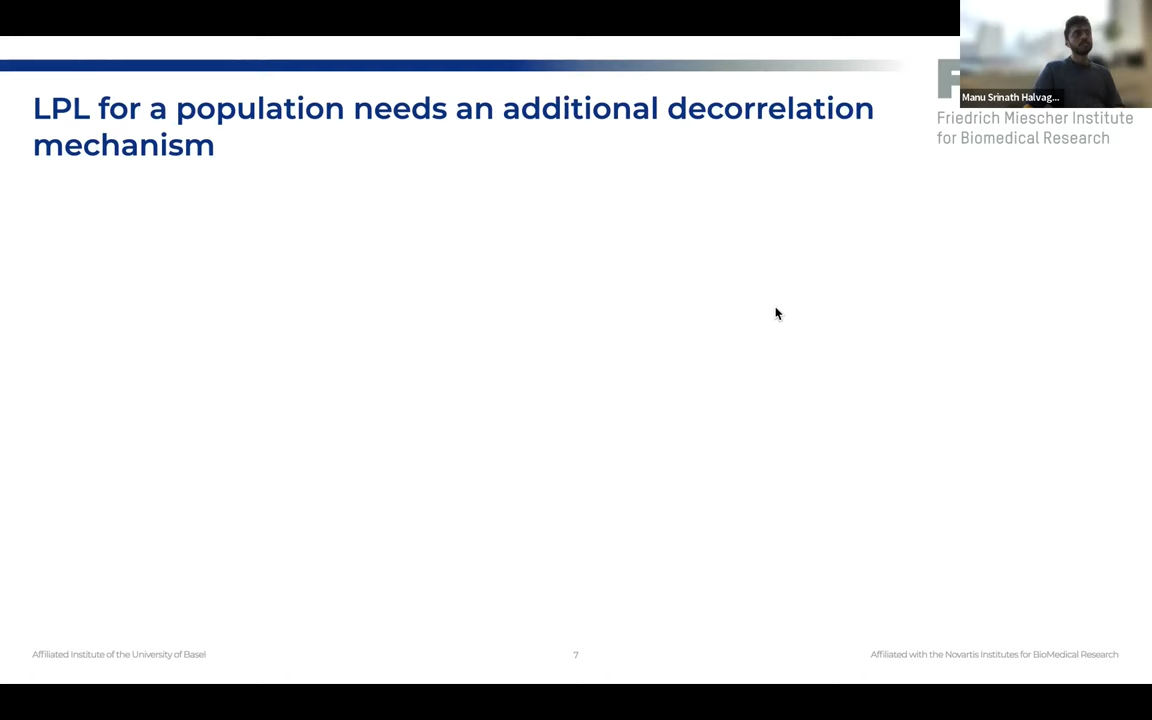 LPL for a population needs an additional decorrelation
mechanism
F
Manu Srinath Halvag...
Friedrich Miescher Institute
for Biomedical Research
Affiliated Institute of the University of Basel
7
Affiliated with the Novartis Institutes for BioMedical Research